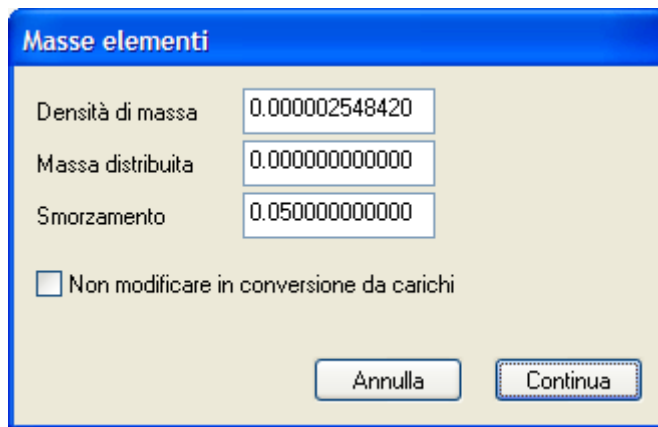 Masse elementi
Densità di massa 0.000002548420
Massa distribuita 0.000000000000
Smorzamento 0.050000000000
Non modificare in conversione da carichi
Annulla Continua